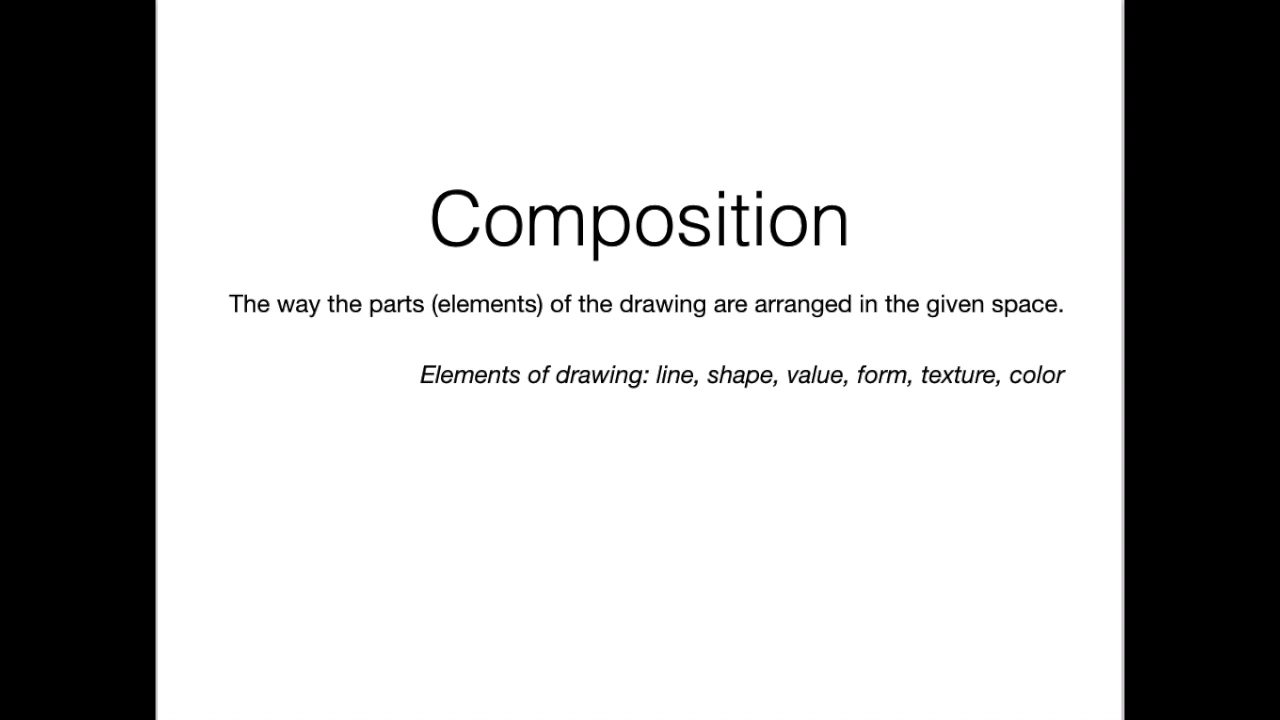 Composition
The way the parts (elements) of the drawing are arranged in the given space.
Elements of drawing: line, shape, value, form, texture, color